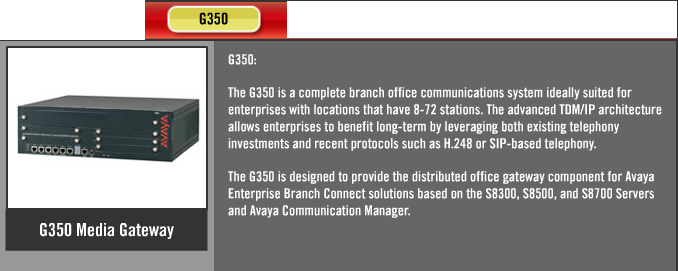 G350
G350:
The G350 is a complete branch office communications system ideally suited for
enterprises with locations that have 8-72 stations. The advanced TDM/IP architecture
allows enterprises to benefit long-term by leveraging both existing telephony
investments and recent protocols such as H.248 or SIP-based telephony.
The G350 is designed to provide the distributed office gateway component for Avaya
Enterprise Branch Connect solutions based on the S8300, S8500, and S8700 Servers
and Avaya Communication Manager.
AVAYA
G350 Media Gateway